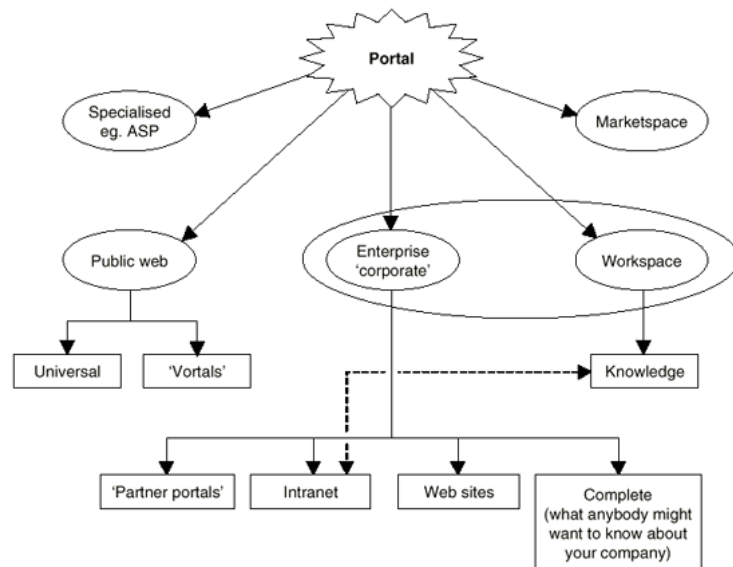 Portal
Specialised
eg. ASP
Marketspace
Public web
Enterprise
‘corporate’
Workspace
Universal
‘Vortals’
Knowledge
‘Partner portals’
Intranet
Web sites
Complete
(what anybody might
want to know about
your company)